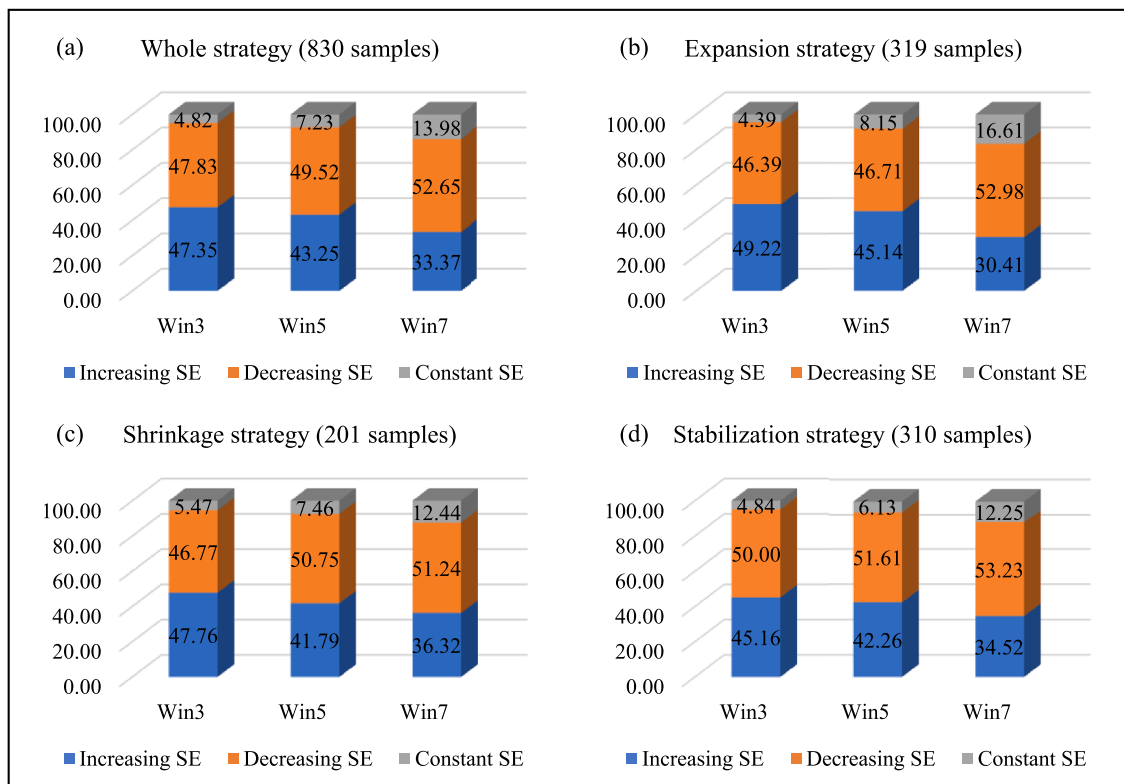 (a) Whole strategy (830 samples)
100.00
80.00
60.00
40.00
20.00
0.00
4.82 7.23 13.98
47.83 49.52 52.65
47.35 43.25 33.37
Win3 Win5 Win7
Increasing SE Decreasing SE Constant SE
(b) Expansion strategy (319 samples)
100.00
80.00
60.00
40.00
20.00
0.00
4.39 8.15 16.61
46.39 46.71 52.98
49.22 45.14 30.41
Win3 Win5 Win7
Increasing SE Decreasing SE Constant SE
(c) Shrinkage strategy (201 samples)
100.00
80.00
60.00
40.00
20.00
0.00
5.47 7.46 12.44
46.77 50.75 51.24
47.76 41.79 36.32
Win3 Win5 Win7
Increasing SE Decreasing SE Constant SE
(d) Stabilization strategy (310 samples)
100.00
80.00
60.00
40.00
20.00
0.00
4.84 6.13 12.25
50.00 51.61 53.23
45.16 42.26 34.52
Win3 Win5 Win7
Increasing SE Decreasing SE Constant SE